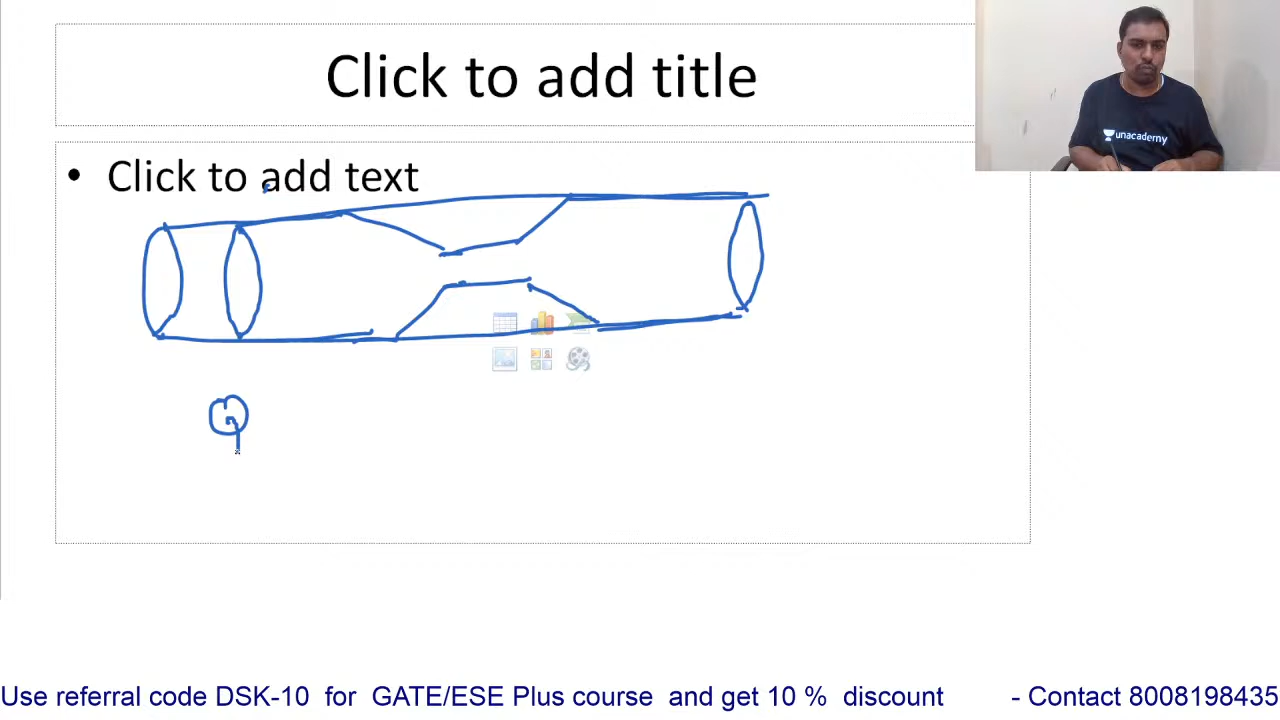 Click to add title
• Click to add text
unacademy
Q
Use referral code DSK-10 for GATE/ESE Plus course and get 10 % discount - Contact 8008198435